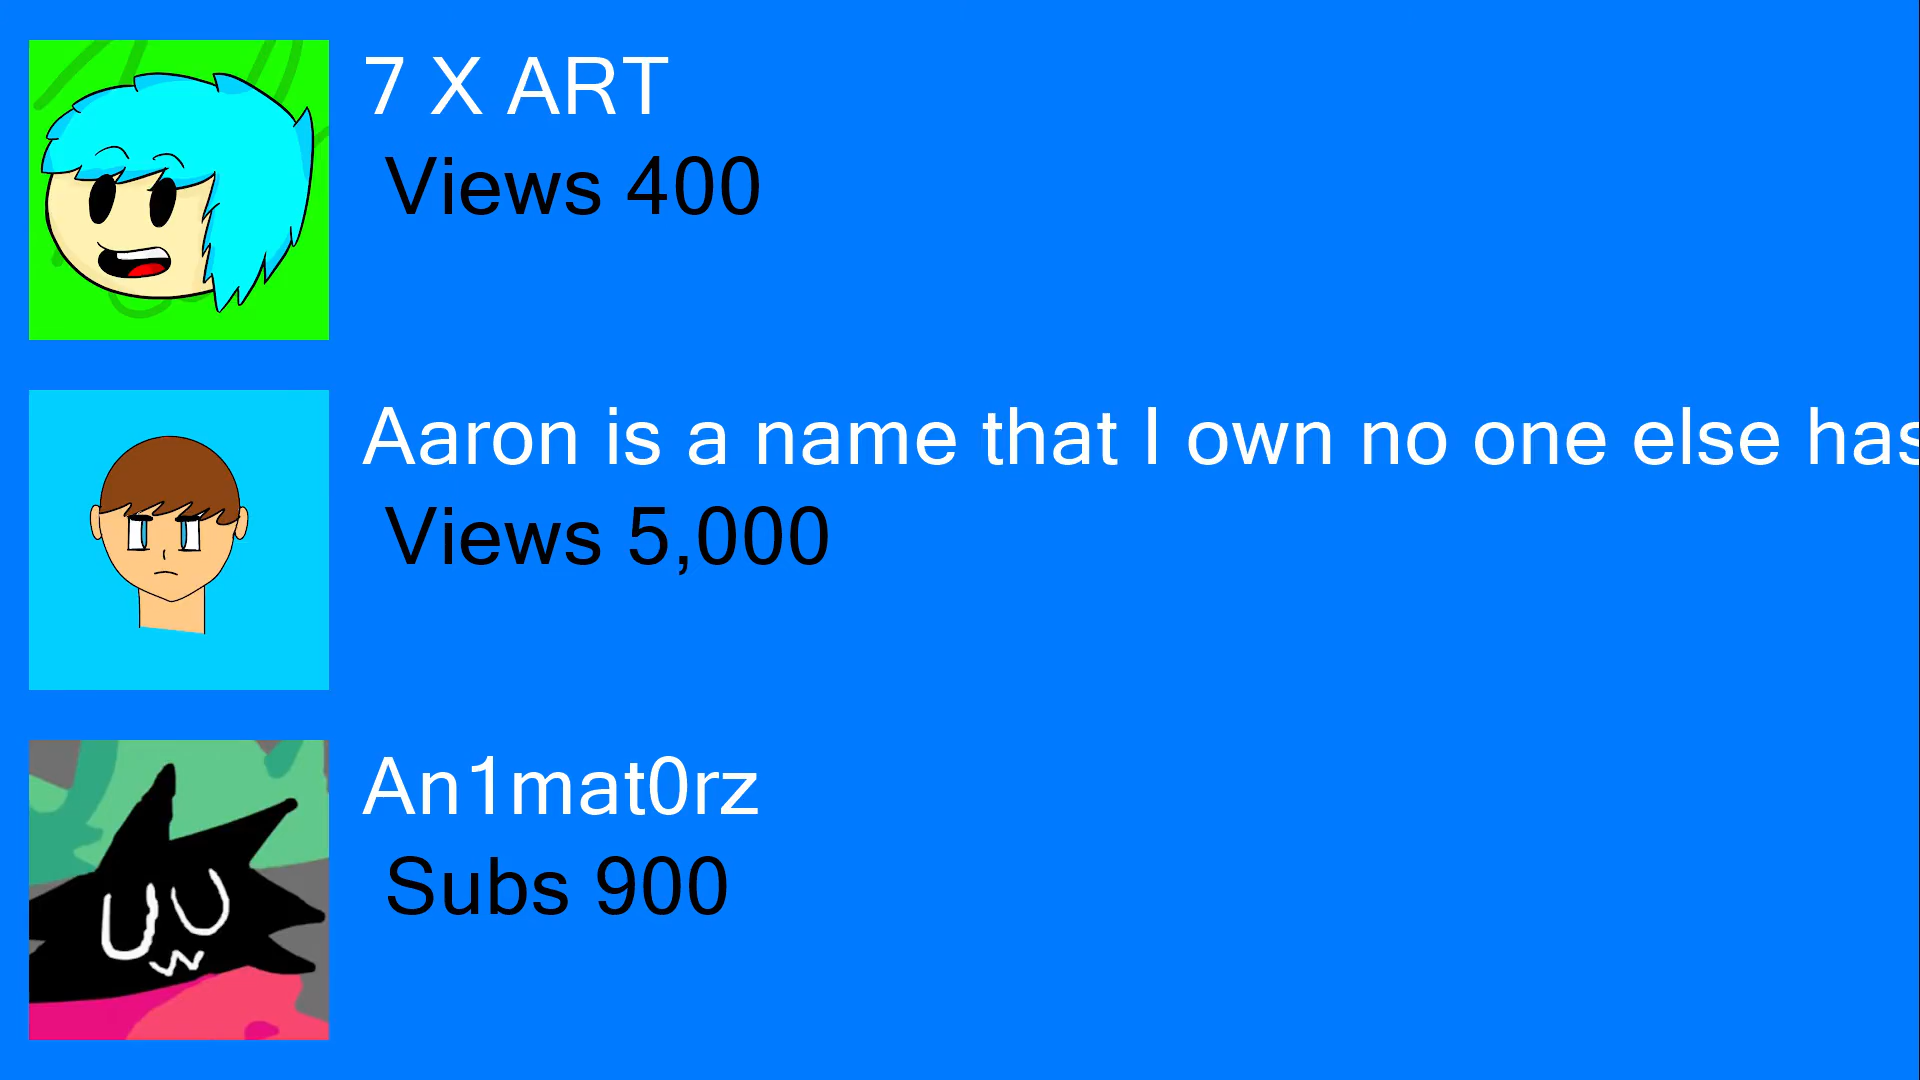 7 X ART
Views 400
Aaron is a name that I own no one else has
Views 5,000
An1mat0rz
Subs 900
UwU